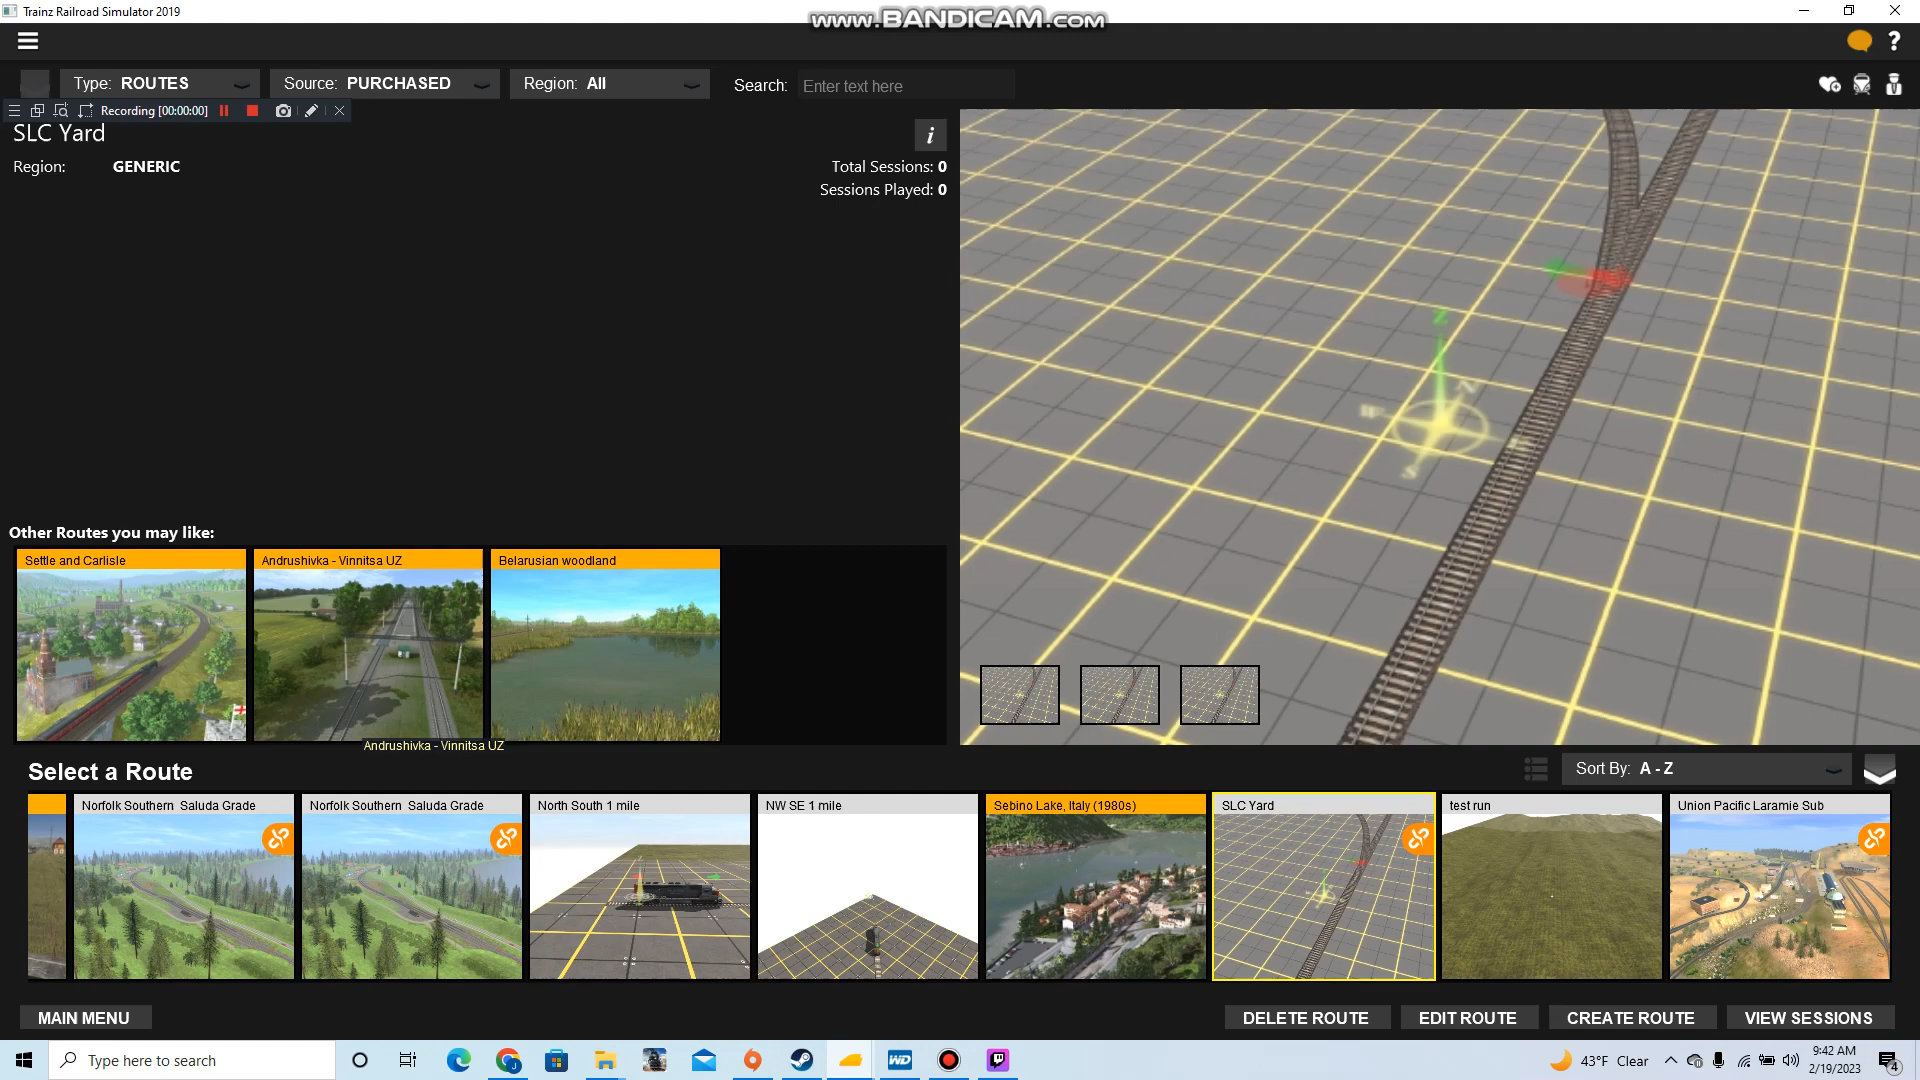 Trainz Railroad Simulator 2019
www.BANDICAM.com
?
Type: ROUTES
Source: PURCHASED
Region: All
Search: Enter text here
Recording [00:00:00]
SLC Yard
i
Region: GENERIC
Total Sessions: 0
Sessions Played: 0
Z
N
W
S
Other Routes you may like:
Settle and Carlisle
Andrushivka - Vinnitsa UZ
Belarusian woodland
Andrushivka - Vinnitsa UZ
Select a Route
Sort By: A - Z
Norfolk Southern Saluda Grade
Norfolk Southern Saluda Grade
North South 1 mile
NW SE 1 mile
Sebino Lake, Italy (1980s)
SLC Yard
test run
Union Pacific Laramie Sub
MAIN MENU
DELETE ROUTE
EDIT ROUTE
CREATE ROUTE
VIEW SESSIONS
Type here to search
J
WD
43°F Clear
9:42 AM
2/19/2023
4